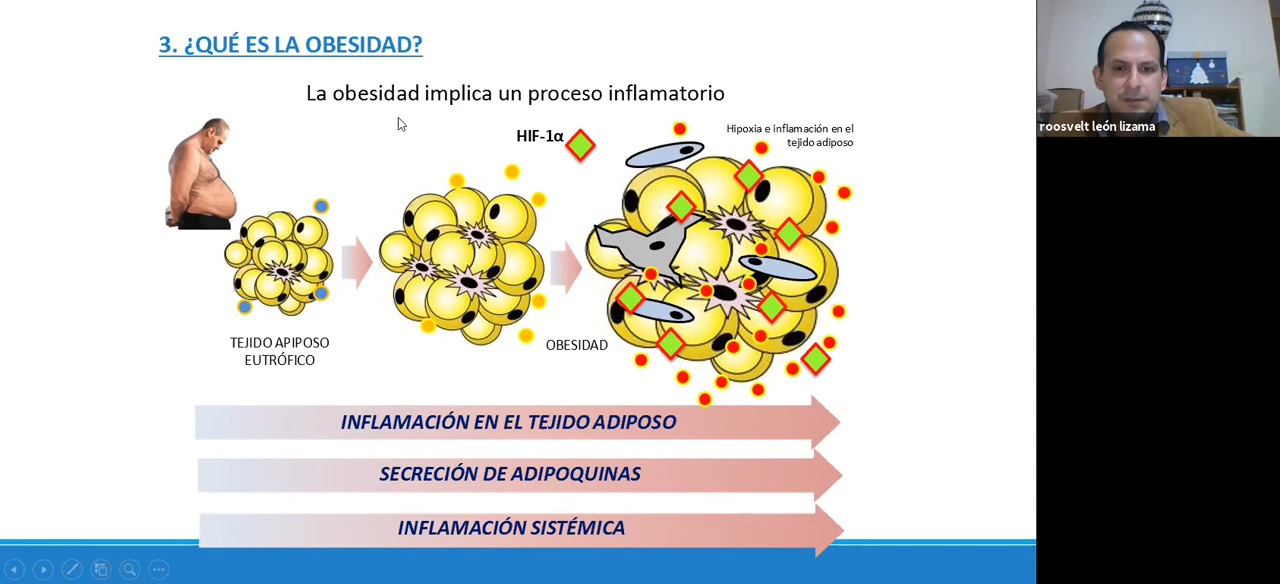 3. ¿QUÉ ES LA OBESIDAD?
La obesidad implica un proceso inflamatorio
HIF-1α
Hipoxia e inflamación en el
tejido adiposo
roosvelt león lizama
TEJIDO APIPOSO
EUTRÓFICO
OBESIDAD
INFLAMACIÓN EN EL TEJIDO ADIPOSO
SECRECIÓN DE ADIPOQUINAS
INFLAMACIÓN SISTÉMICA